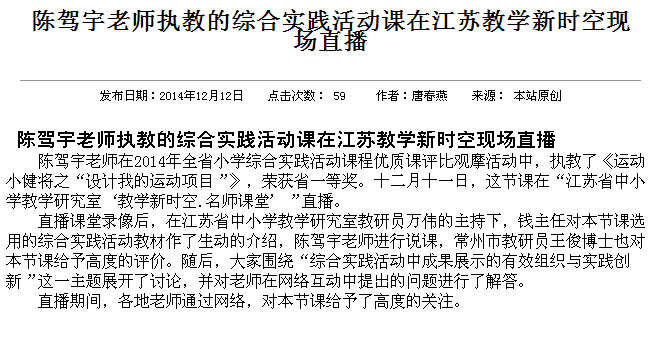 陈驾宇老师执教的综合实践活动课在江苏教学新时空现
场直播
发布日期：2014年12月12日 点击次数： 59 作者：唐春燕 来源： 本站原创
陈驾宇老师执教的综合实践活动课在江苏教学新时空现场直播
陈驾宇老师在2014年全省小学综合实践活动课程优质课评比观摩活动中，执教了《运动
小健将之“设计我的运动项目”》，荣获省一等奖。十二月十一日，这节课在“江苏省中小
学教学研究室‘教学新时空.名师课堂’”直播。
直播课堂录像后，在江苏省中小学教学研究室教研员万伟的主持下，钱主任对本节课选
用的综合实践活动教材作了生动的介绍，陈驾宇老师进行说课，常州市教研员王俊博士也对
本节课给予高度的评价。随后，大家围绕“综合实践活动中成果展示的有效组织与实践创
新”这一主题展开了讨论，并对老师在网络互动中提出的问题进行了解答。
直播期间，各地老师通过网络，对本节课给予了高度的关注。